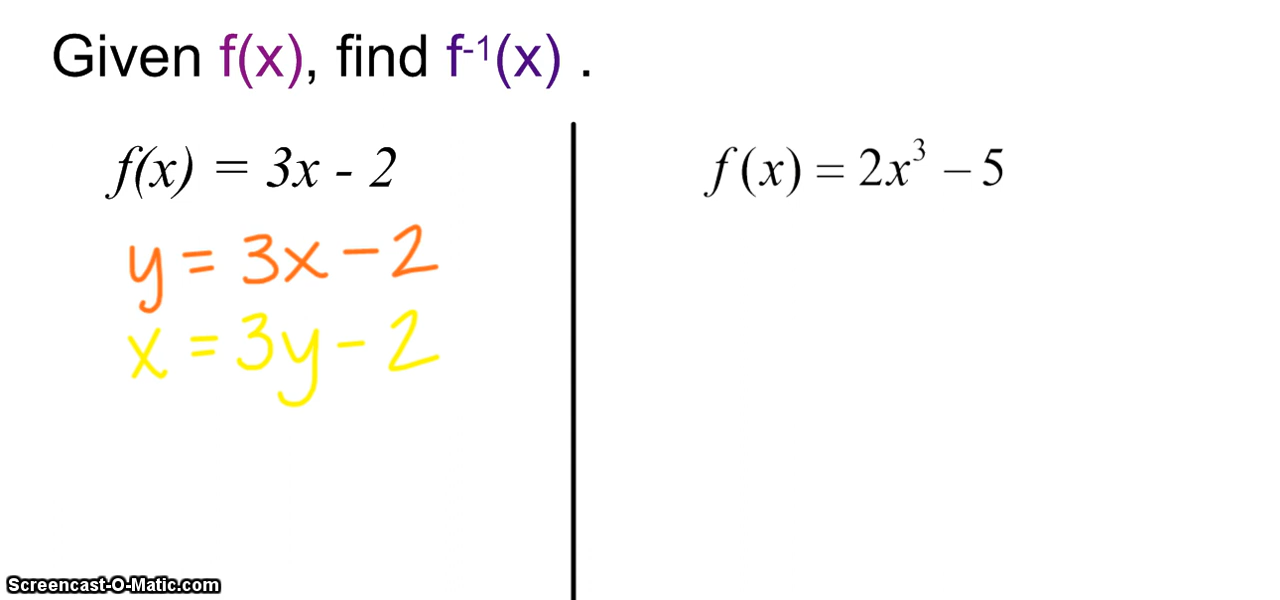 Given f(x), find f⁻¹(x) .
f(x) = 3x - 2
y = 3x - 2
x = 3y - 2
f(x) = 2x³ – 5
Screencast-O-Matic.com